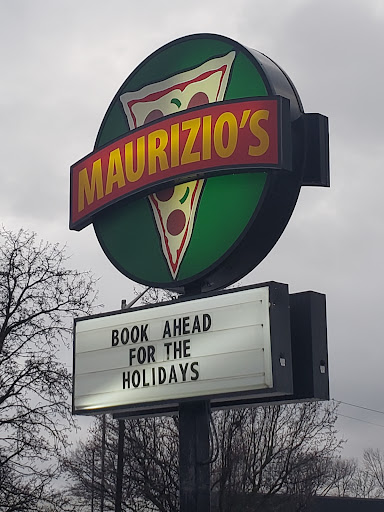 MAURIZIO'S
BOOK AHEAD
FOR THE
HOLIDAYS